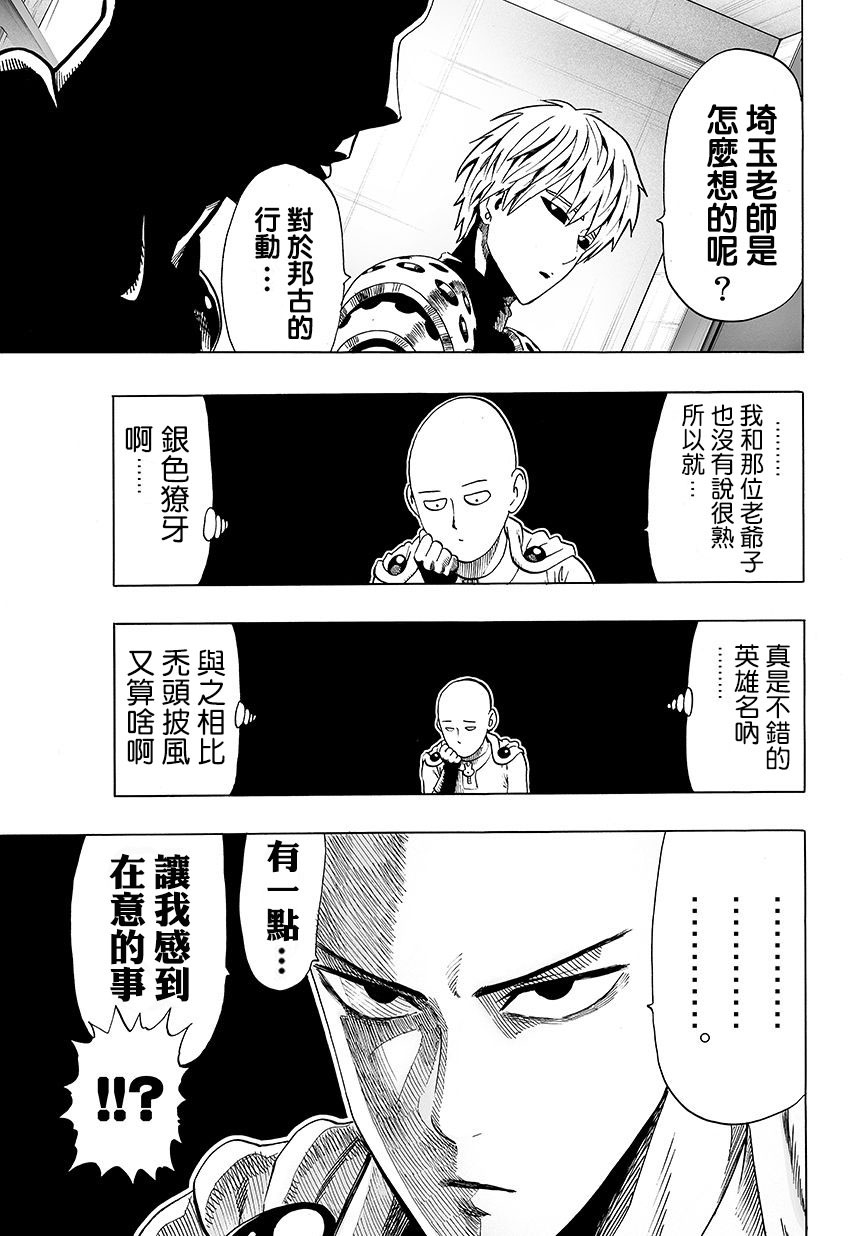 埼玉老師是
怎麼想的呢？
對於邦古的
行動…
………
我和那位老爺子
也沒有說很熟
所以就…
銀色獠牙
啊……
真是不錯的
英雄名吶
………
與之相比
禿頭披風
又算啥啊
…………
…………
…………。
有一點…
讓我感到
在意的事
!!?